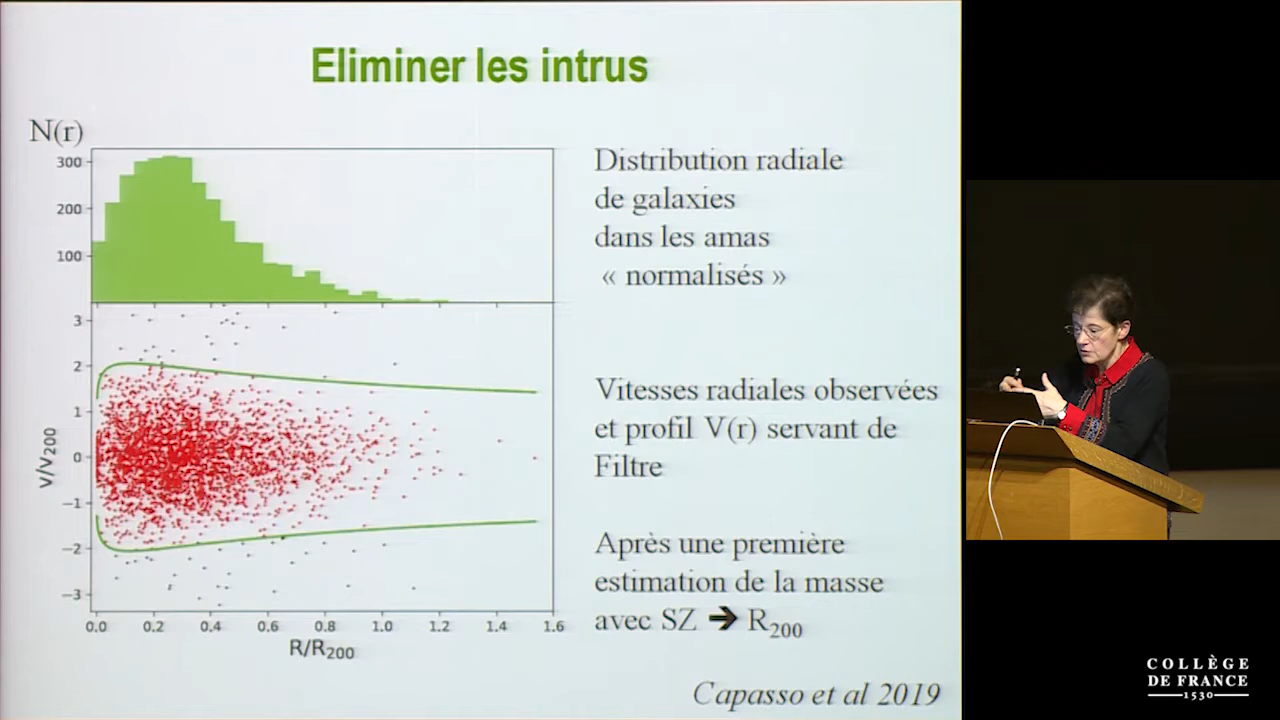 Eliminer les intrus
N(r)
300
200
100
Distribution radiale
de galaxies
dans les amas
« normalisés »
3
2
1
0
−1
−2
−3
V/V200
0.0 0.2 0.4 0.6 0.8 1.0 1.2 1.4 1.6
R/R200
Vitesses radiales observées
et profil V(r) servant de
Filtre
Après une première
estimation de la masse
avec SZ ➔ R200
Capasso et al 2019
COLLÈGE
DE FRANCE
1530